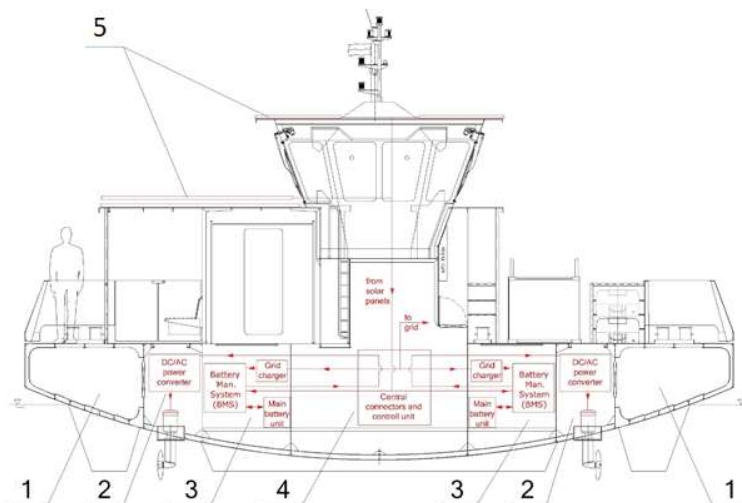 5
from
solar
panels
to
grid
DC/AC
power
converter
Battery
Man.
System
(BMS)
Grid
charger
Main
battery
unit
Central
connectors and
controll unit
Grid
charger
Main
battery
unit
Battery
Man.
System
(BMS)
DC/AC
power
converter
1
2
3
4
3
2
1